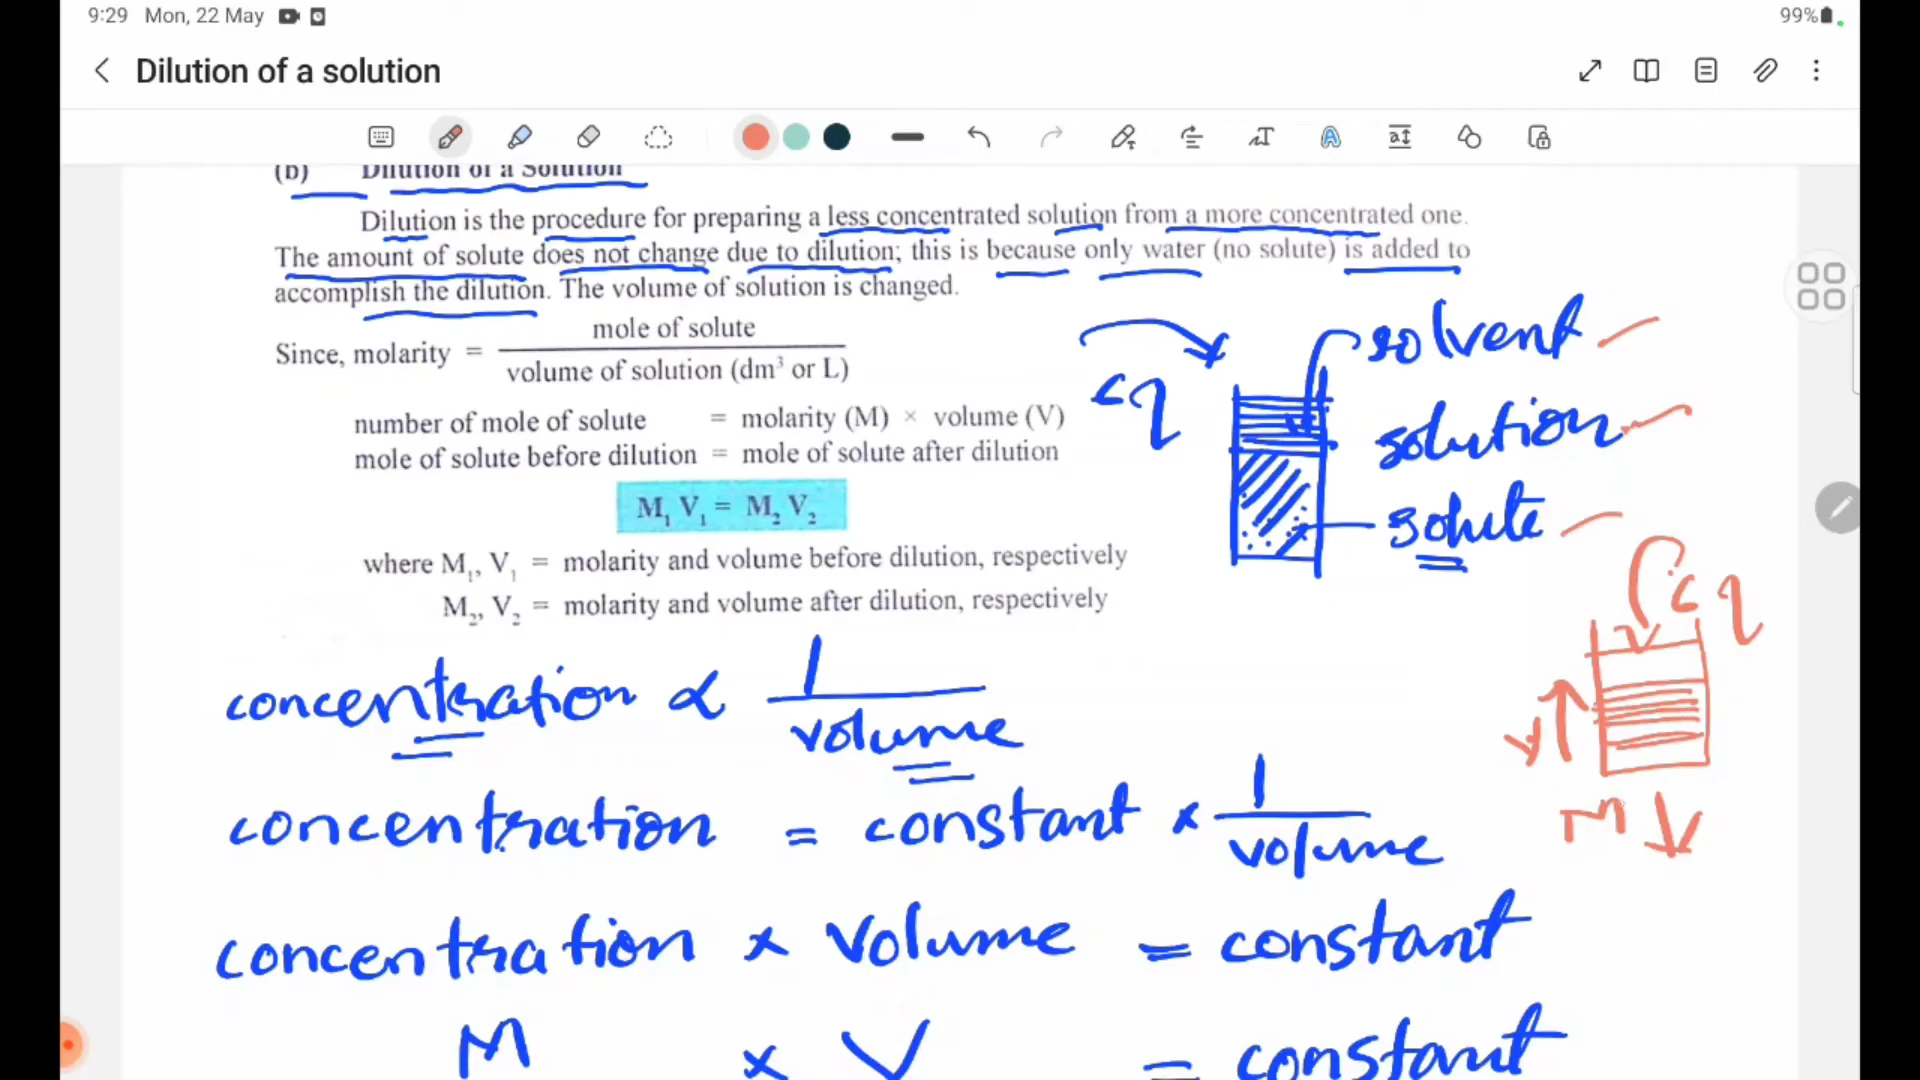 9:29 Mon, 22 May
99%
Dilution of a solution
(b) Dilution of a Solution
Dilution is the procedure for preparing a less concentrated solution from a more concentrated one.
The amount of solute does not change due to dilution; this is because only water (no solute) is added to
accomplish the dilution. The volume of solution is changed.
Since, molarity = mole of solute
volume of solution (dm³ or L)
number of mole of solute = molarity (M) × volume (V)
mole of solute before dilution = mole of solute after dilution
M₁ V₁ = M₂ V₂
where M₁, V₁ = molarity and volume before dilution, respectively
M₂, V₂ = molarity and volume after dilution, respectively
solvent
solution
solute
concentration ∝ 1
volume
concentration = constant × 1
volume
concentration × volume = constant
M × V = constant
V↑
M↓